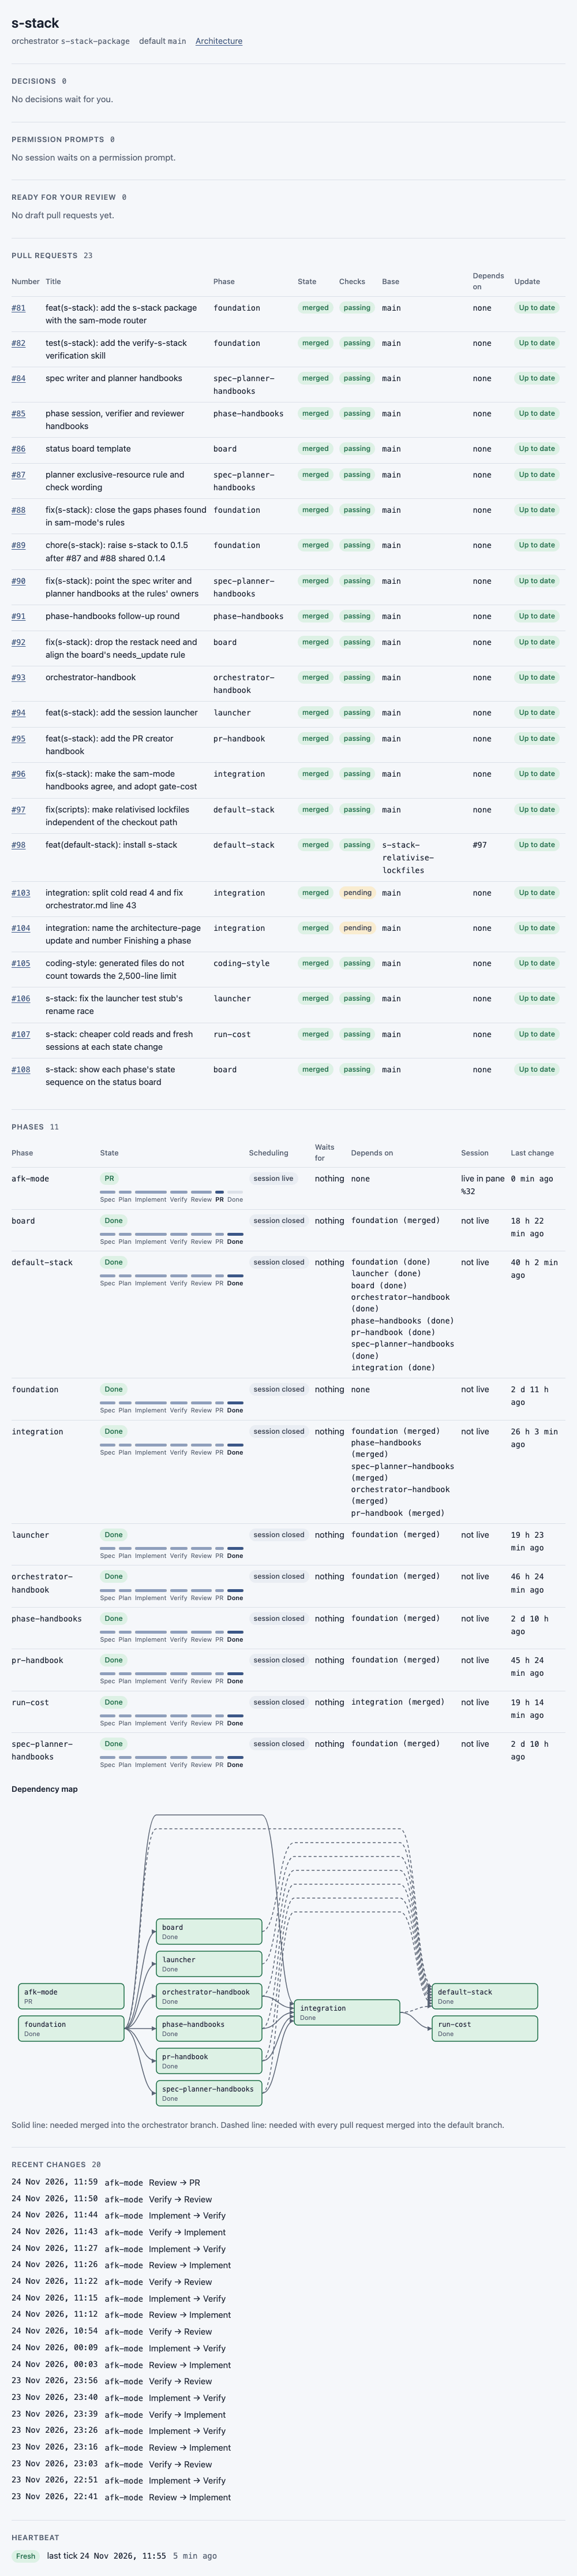 s-stack
orchestrator s-stack-package default main Architecture
DECISIONS 0
No decisions wait for you.
PERMISSION PROMPTS 0
No session waits on a permission prompt.
READY FOR YOUR REVIEW 0
No draft pull requests yet.
PULL REQUESTS 23
Number Title Phase State Checks Base Depends on Update
#81 feat(s-stack): add the s-stack package with the sam-mode router foundation merged passing main none Up to date
#82 test(s-stack): add the verify-s-stack verification skill foundation merged passing main none Up to date
#84 spec writer and planner handbooks spec-planner-handbooks merged passing main none Up to date
#85 phase session, verifier and reviewer handbooks phase-handbooks merged passing main none Up to date
#86 status board template board merged passing main none Up to date
#87 planner exclusive-resource rule and check wording spec-planner-handbooks merged passing main none Up to date
#88 fix(s-stack): close the gaps phases found in sam-mode's rules foundation merged passing main none Up to date
#89 chore(s-stack): raise s-stack to 0.1.5 after #87 and #88 shared 0.1.4 foundation merged passing main none Up to date
#90 fix(s-stack): point the spec writer and planner handbooks at the rules' owners spec-planner-handbooks merged passing main none Up to date
#91 phase-handbooks follow-up round phase-handbooks merged passing main none Up to date
#92 fix(s-stack): drop the restack need and align the board's needs_update rule board merged passing main none Up to date
#93 orchestrator-handbook orchestrator-handbook merged passing main none Up to date
#94 feat(s-stack): add the session launcher launcher merged passing main none Up to date
#95 feat(s-stack): add the PR creator handbook pr-handbook merged passing main none Up to date
#96 fix(s-stack): make the sam-mode handbooks agree, and adopt gate-cost integration merged passing main none Up to date
#97 fix(scripts): make relativised lockfiles independent of the checkout path default-stack merged passing main none Up to date
#98 feat(default-stack): install s-stack default-stack merged passing s-stack-relativise-lockfiles #97 Up to date
#103 integration: split cold read 4 and fix orchestrator.md line 43 integration merged pending main none Up to date
#104 integration: name the architecture-page update and number Finishing a phase integration merged pending main none Up to date
#105 coding-style: generated files do not count towards the 2,500-line limit coding-style merged passing main none Up to date
#106 s-stack: fix the launcher test stub's rename race launcher merged passing main none Up to date
#107 s-stack: cheaper cold reads and fresh sessions at each state change run-cost merged passing main none Up to date
#108 s-stack: show each phase's state sequence on the status board board merged passing main none Up to date
PHASES 11
Phase State Scheduling Waits for Depends on Session Last change
afk-mode PR session live nothing none live in pane %32 0 min ago
Spec Plan Implement Verify Review PR Done
board Done session closed nothing foundation (merged) not live 18 h 22 min ago
Spec Plan Implement Verify Review PR Done
default-stack Done session closed nothing foundation (done) launcher (done) board (done) orchestrator-handbook (done) phase-handbooks (done) pr-handbook (done) spec-planner-handbooks (done) integration (done) not live 40 h 2 min ago
Spec Plan Implement Verify Review PR Done
foundation Done session closed nothing none not live 2 d 11 h ago
Spec Plan Implement Verify Review PR Done
integration Done session closed nothing foundation (merged) phase-handbooks (merged) spec-planner-handbooks (merged) orchestrator-handbook (merged) pr-handbook (merged) not live 26 h 3 min ago
Spec Plan Implement Verify Review PR Done
launcher Done session closed nothing foundation (merged) not live 19 h 23 min ago
Spec Plan Implement Verify Review PR Done
orchestrator-handbook Done session closed nothing foundation (merged) not live 46 h 24 min ago
Spec Plan Implement Verify Review PR Done
phase-handbooks Done session closed nothing foundation (merged) not live 2 d 10 h ago
Spec Plan Implement Verify Review PR Done
pr-handbook Done session closed nothing foundation (merged) not live 45 h 24 min ago
Spec Plan Implement Verify Review PR Done
run-cost Done session closed nothing integration (merged) not live 19 h 14 min ago
Spec Plan Implement Verify Review PR Done
spec-planner-handbooks Done session closed nothing foundation (merged) not live 2 d 10 h ago
Spec Plan Implement Verify Review PR Done
Dependency map
afk-mode
PR
foundation
Done
board
Done
launcher
Done
orchestrator-handbook
Done
phase-handbooks
Done
pr-handbook
Done
spec-planner-handbooks
Done
integration
Done
default-stack
Done
run-cost
Done
Solid line: needed merged into the orchestrator branch. Dashed line: needed with every pull request merged into the default branch.
RECENT CHANGES 20
24 Nov 2026, 11:59 afk-mode Review → PR
24 Nov 2026, 11:50 afk-mode Verify → Review
24 Nov 2026, 11:44 afk-mode Implement → Verify
24 Nov 2026, 11:43 afk-mode Verify → Implement
24 Nov 2026, 11:27 afk-mode Implement → Verify
24 Nov 2026, 11:26 afk-mode Review → Implement
24 Nov 2026, 11:22 afk-mode Verify → Review
24 Nov 2026, 11:15 afk-mode Implement → Verify
24 Nov 2026, 11:12 afk-mode Review → Implement
24 Nov 2026, 10:54 afk-mode Verify → Review
24 Nov 2026, 00:09 afk-mode Implement → Verify
24 Nov 2026, 00:03 afk-mode Review → Implement
23 Nov 2026, 23:56 afk-mode Verify → Review
23 Nov 2026, 23:40 afk-mode Implement → Verify
23 Nov 2026, 23:39 afk-mode Verify → Implement
23 Nov 2026, 23:26 afk-mode Implement → Verify
23 Nov 2026, 23:16 afk-mode Review → Implement
23 Nov 2026, 23:03 afk-mode Verify → Review
23 Nov 2026, 22:51 afk-mode Implement → Verify
23 Nov 2026, 22:41 afk-mode Review → Implement
HEARTBEAT
Fresh last tick 24 Nov 2026, 11:55 5 min ago